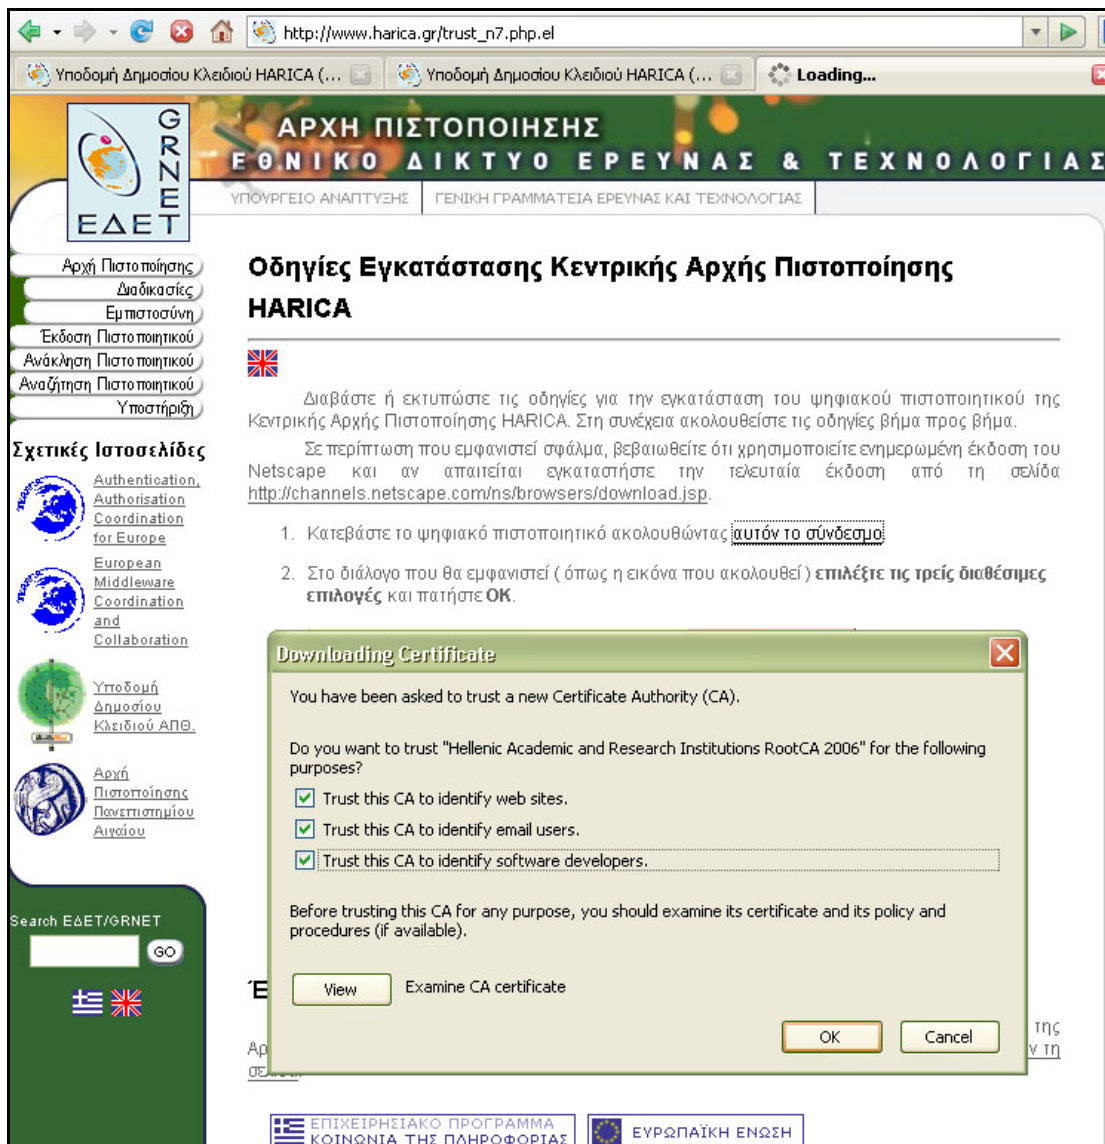 http://www.harica.gr/trust_n7.php.el
Υποδομή Δημοσίου Κλειδιού HARICA (...
Υποδομή Δημοσίου Κλειδιού HARICA (...
Loading...
GRNET
ΕΔΕΤ
ΑΡΧΗ ΠΙΣΤΟΠΟΙΗΣΗΣ
ΕΘΝΙΚΟ ΔΙΚΤΥΟ ΕΡΕΥΝΑΣ & ΤΕΧΝΟΛΟΓΙΑΣ
ΥΠΟΥΡΓΕΙΟ ΑΝΑΠΤΥΞΗΣ
ΓΕΝΙΚΗ ΓΡΑΜΜΑΤΕΙΑ ΕΡΕΥΝΑΣ ΚΑΙ ΤΕΧΝΟΛΟΓΙΑΣ
Αρχή Πιστοποίησης
Διαδικασίες
Εμπιστοσύνη
Έκδοση Πιστοποιητικού
Ανάκληση Πιστοποιητικού
Αναζήτηση Πιστοποιητικού
Υποστήριξη
Σχετικές Ιστοσελίδες
Authentication,
Authorisation
Coordination
for Europe
European
Middleware
Coordination
and
Collaboration
Υποδομή
Δημοσίου
Κλειδιού ΑΠΘ.
Αρχή
Πιστοποίησης
Πανεπιστημίου
Αιγαίου
Search ΕΔΕΤ/GRNET
GO
Οδηγίες Εγκατάστασης Κεντρικής Αρχής Πιστοποίησης
HARICA
Διαβάστε ή εκτυπώστε τις οδηγίες για την εγκατάσταση του ψηφιακού πιστοποιητικού της
Κεντρικής Αρχής Πιστοποίησης HARICA. Στη συνέχεια ακολουθείστε τις οδηγίες βήμα προς βήμα.
Σε περίπτωση που εμφανιστεί σφάλμα, βεβαιωθείτε ότι χρησιμοποιείτε ενημερωμένη έκδοση του
Netscape και αν απαιτείται εγκαταστήστε την τελευταία έκδοση από τη σελίδα
http://channels.netscape.com/ns/browsers/download.jsp.
1. Κατεβάστε το ψηφιακό πιστοποιητικό ακολουθώντας αυτόν το σύνδεσμο
2. Στο διάλογο που θα εμφανιστεί ( όπως η εικόνα που ακολουθεί ) επιλέξτε τις τρείς διαθέσιμες
επιλογές και πατήστε OK.
Downloading Certificate
You have been asked to trust a new Certificate Authority (CA).
Do you want to trust "Hellenic Academic and Research Institutions RootCA 2006" for the following
purposes?
Trust this CA to identify web sites.
Trust this CA to identify email users.
Trust this CA to identify software developers.
Before trusting this CA for any purpose, you should examine its certificate and its policy and
procedures (if available).
View
Examine CA certificate
OK
Cancel
της
ν τη
ΕΠΙΧΕΙΡΗΣΙΑΚΟ ΠΡΟΓΡΑΜΜΑ
ΚΟΙΝΩΝΙΑ ΤΗΣ ΠΛΗΡΟΦΟΡΙΑΣ
ΕΥΡΩΠΑΪΚΗ ΕΝΩΣΗ